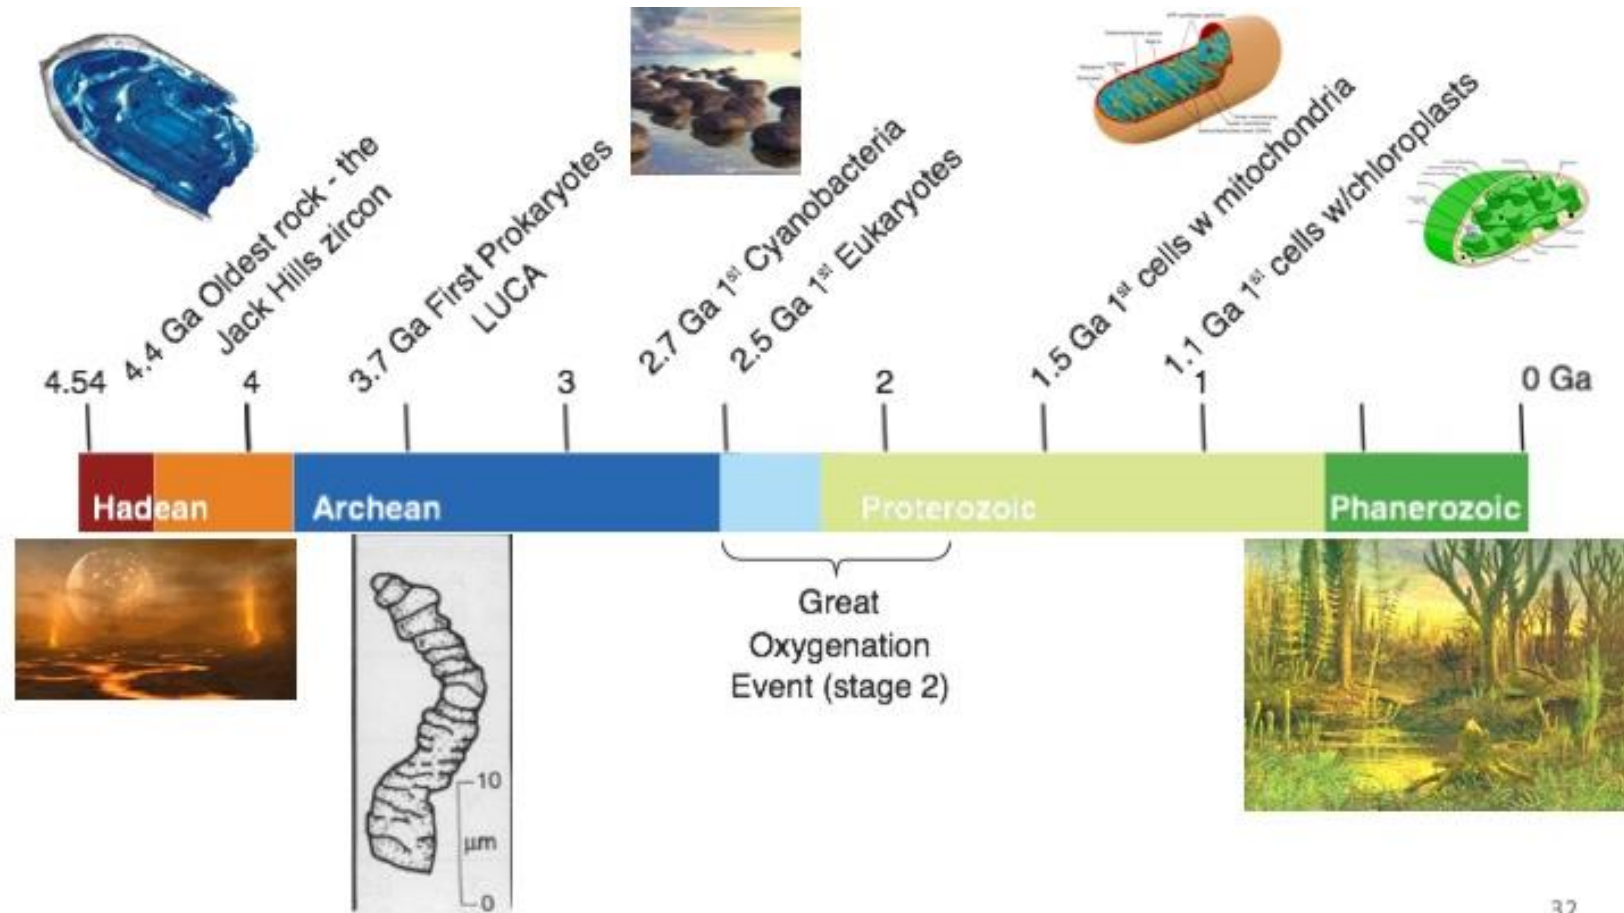 4.4 Ga Oldest rock - the
Jack Hills zircon
3.7 Ga First Prokaryotes
LUCA
2.7 Ga 1st Cyanobacteria
2.5 Ga 1st Eukaryotes
1.5 Ga 1st cells w mitochondria
1.1 Ga 1st cells w/chloroplasts
4.54
4
3
2
1
0 Ga
Hadean
Archean
Proterozoic
Phanerozoic
Great
Oxygenation
Event (stage 2)
10
μm
0
32